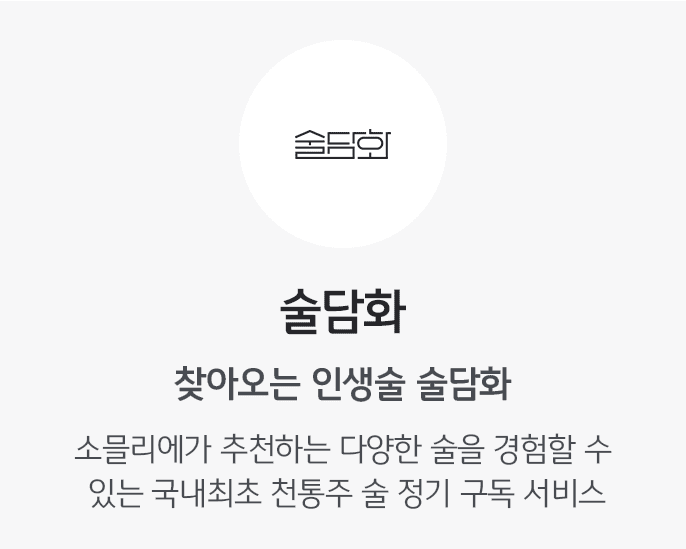 술담화
술담화
찾아오는 인생술 술담화
소믈리에가 추천하는 다양한 술을 경험할 수
있는 국내최초 천통주 술 정기 구독 서비스